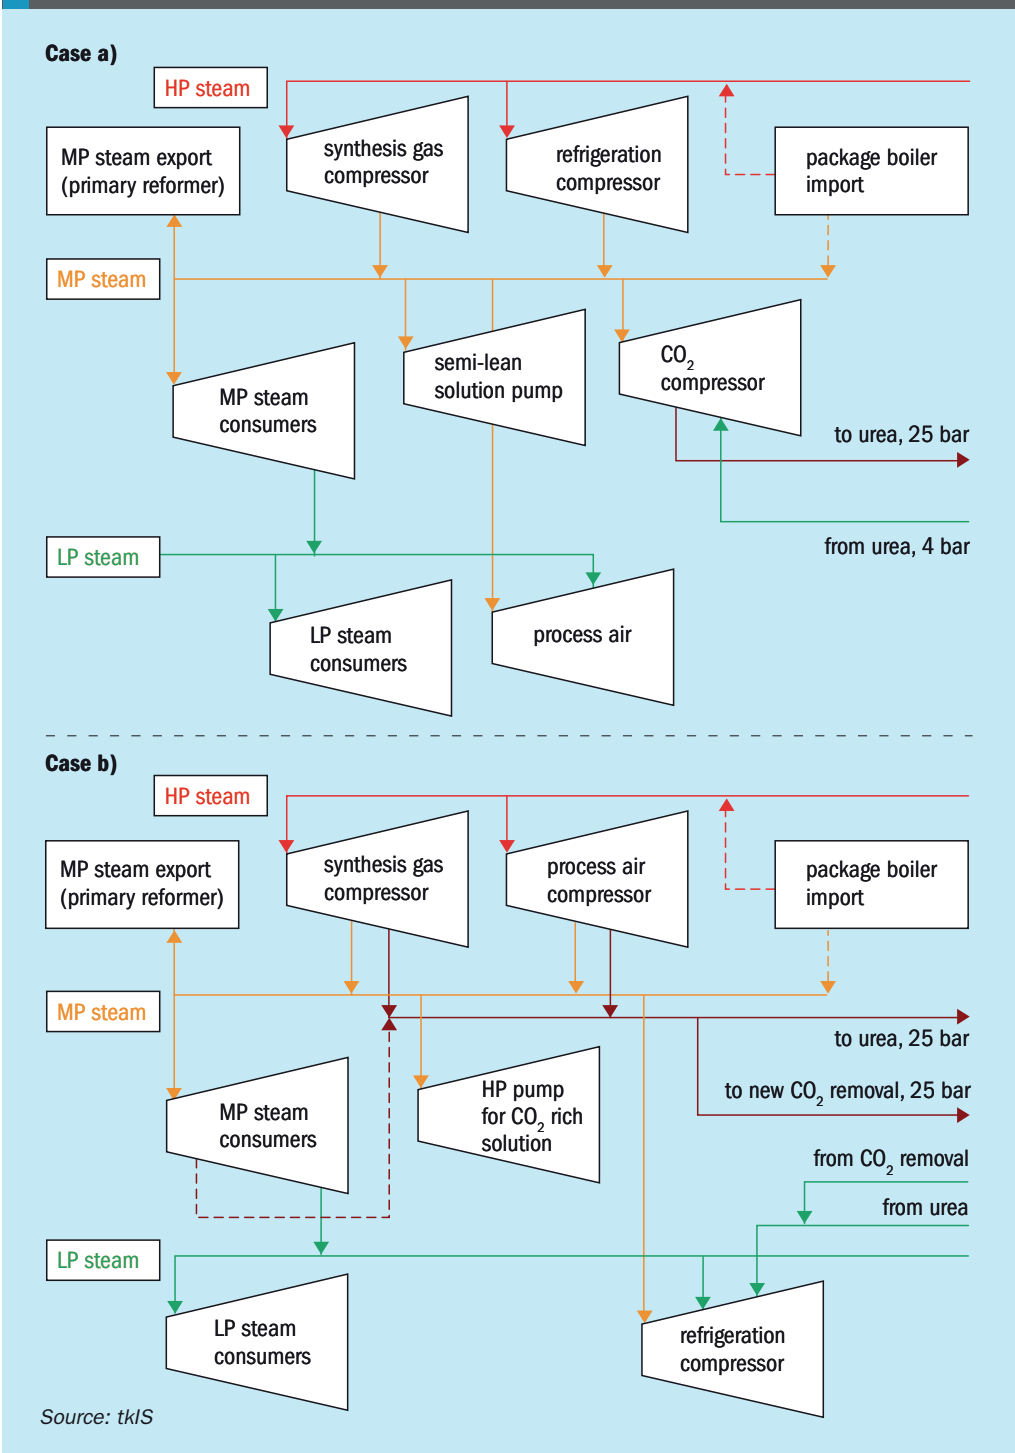 Case a)
HP steam
MP steam export
(primary reformer)
synthesis gas
compressor
refrigeration
compressor
package boiler
import
MP steam
MP steam
consumers
semi-lean
solution pump
CO2
compressor
to urea, 25 bar
from urea, 4 bar
LP steam
LP steam
consumers
process air
Case b)
HP steam
MP steam export
(primary reformer)
synthesis gas
compressor
process air
compressor
package boiler
import
MP steam
to urea, 25 bar
MP steam
consumers
HP pump
for CO2 rich
solution
to new CO2 removal, 25 bar
from CO2 removal
from urea
LP steam
LP steam
consumers
refrigeration
compressor
Source: tkIS